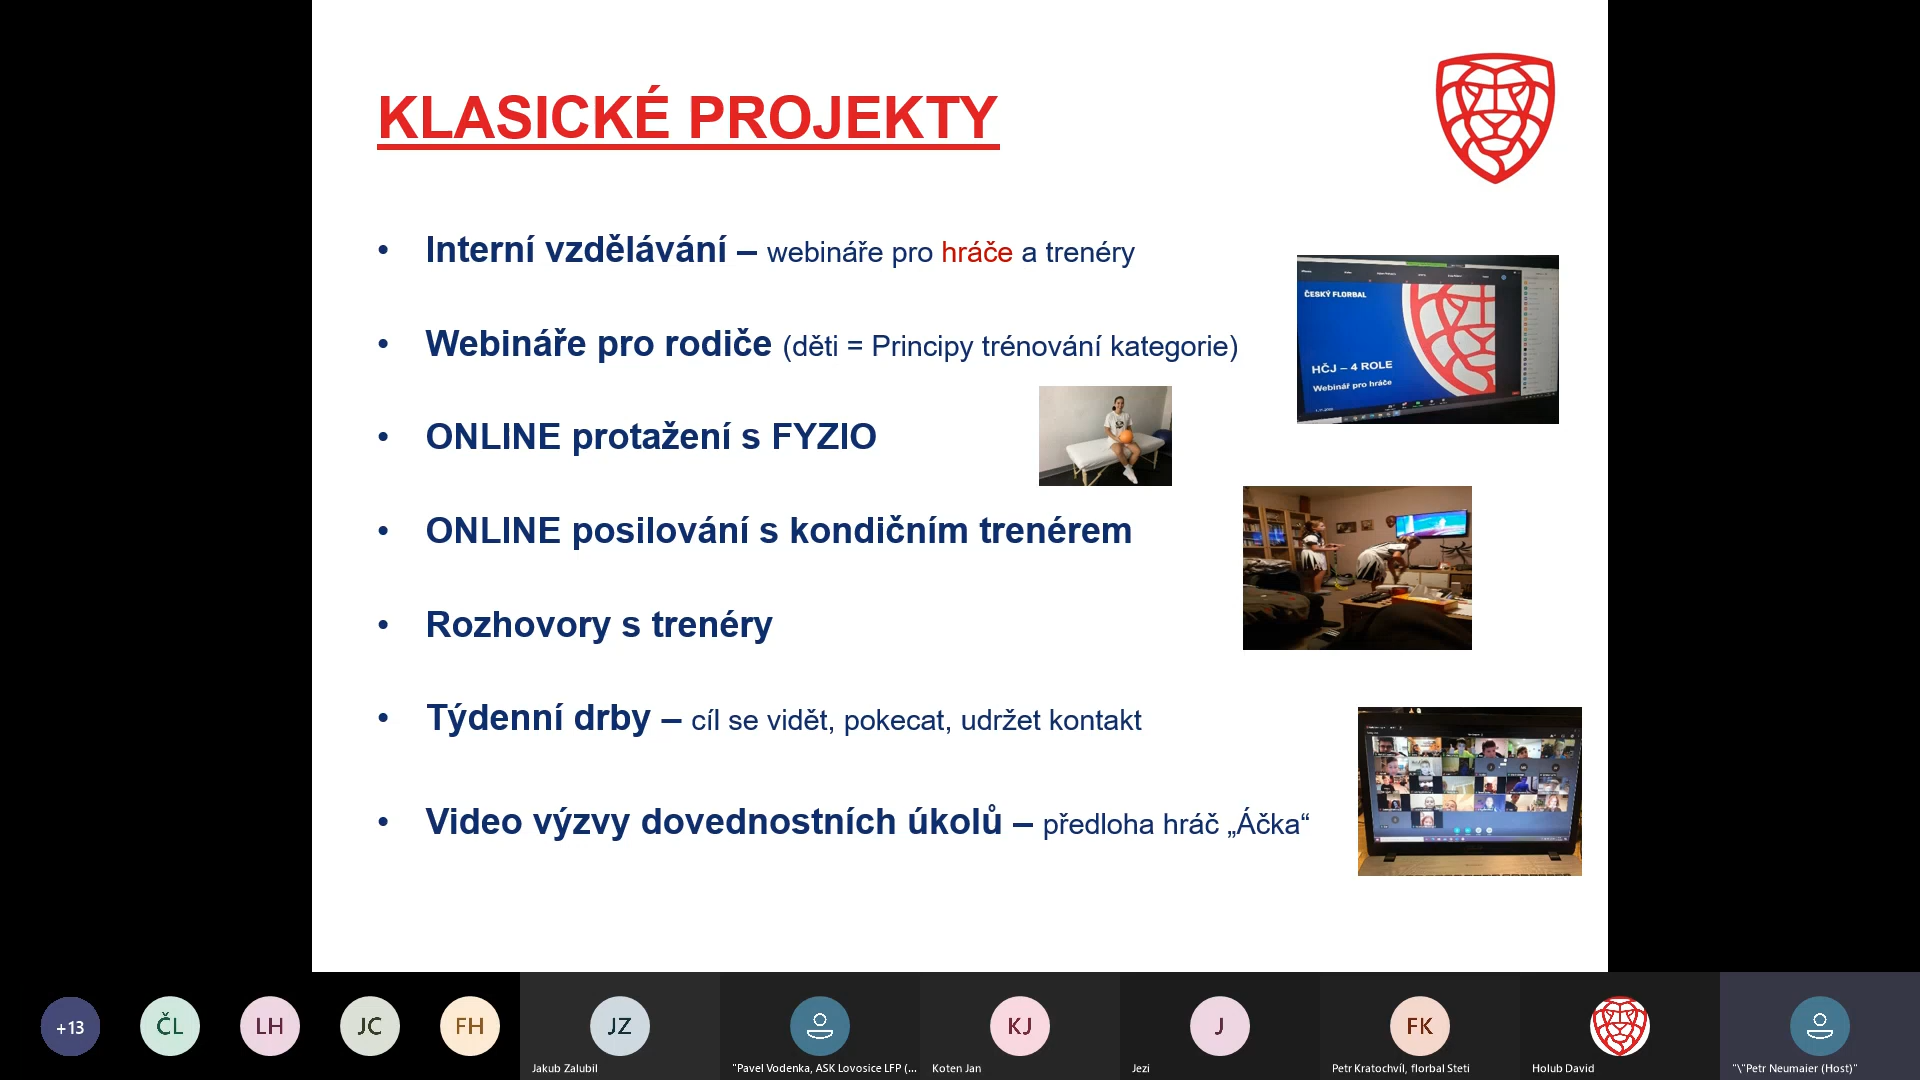 KLASICKÉ PROJEKTY
• Interní vzdělávání – webináře pro hráče a trenéry
• Webináře pro rodiče (děti = Principy trénování kategorie)
• ONLINE protažení s FYZIO
• ONLINE posilování s kondičním trenérem
• Rozhovory s trenéry
• Týdenní drby – cíl se vidět, pokecat, udržet kontakt
• Video výzvy dovednostních úkolů – předloha hráč „Áčka“
ČESKÝ FLORBAL
HČJ – 4 ROLE
Webinář pro hráče
+13
ČL
LH
JC
FH
JZ
KJ
J
FK
Jakub Zalubil
"Pavel Vodenka, ASK Lovosice LFP (...
Koten Jan
Jezi
Petr Kratochvíl, florbal Steti
Holub David
"\"Petr Neumaier (Host)"